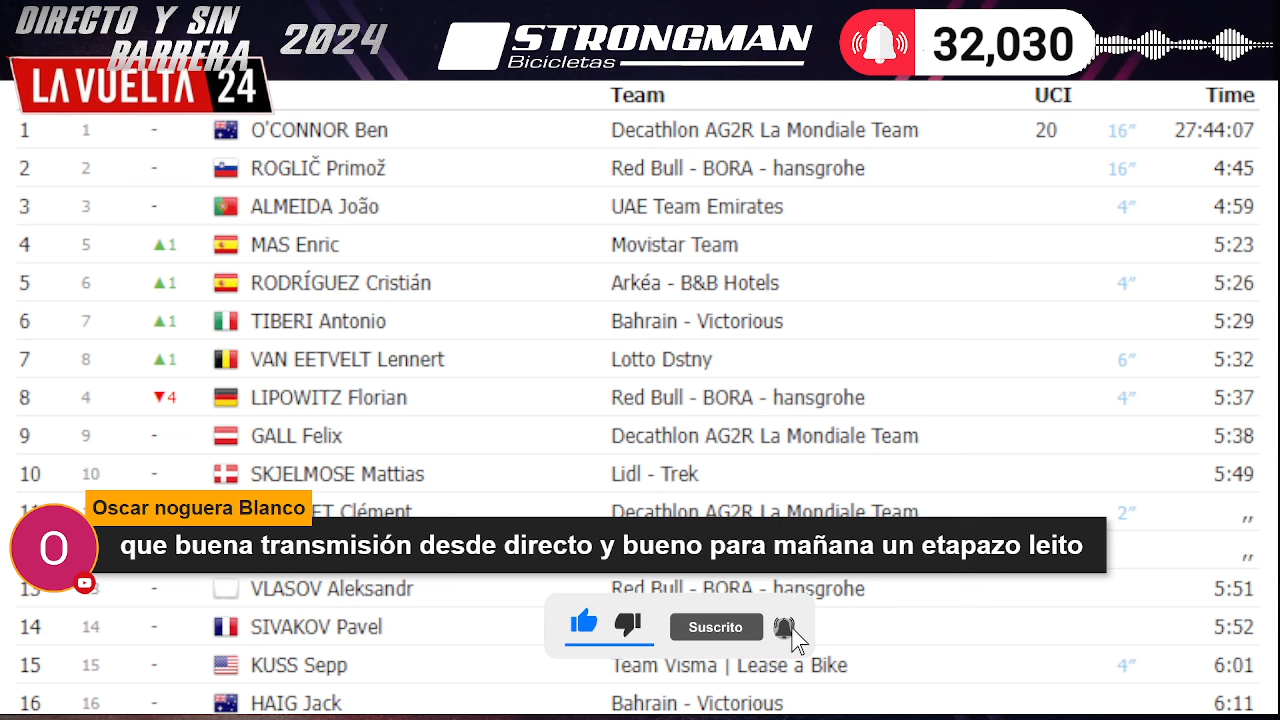 DIRECTO Y SIN BARRERA 2024
STRONGMAN
Bicicletas
32,030
LA VUELTA 24
Team UCI Time
1 1 - O'CONNOR Ben Decathlon AG2R La Mondiale Team 20 16″ 27:44:07
2 2 - ROGLIČ Primož Red Bull - BORA - hansgrohe 16″ 4:45
3 3 - ALMEIDA João UAE Team Emirates 4″ 4:59
4 5 ▲1 MAS Enric Movistar Team 5:23
5 6 ▲1 RODRÍGUEZ Cristián Arkéa - B&B Hotels 4″ 5:26
6 7 ▲1 TIBERI Antonio Bahrain - Victorious 5:29
7 8 ▲1 VAN EETVELT Lennert Lotto Dstny 6″ 5:32
8 4 ▼4 LIPOWITZ Florian Red Bull - BORA - hansgrohe 4″ 5:37
9 9 - GALL Felix Decathlon AG2R La Mondiale Team 5:38
10 10 - SKJELMOSE Mattias Lidl - Trek 5:49
Clément Decathlon AG2R La Mondiale Team 2″ ,,
Oscar noguera Blanco
O
que buena transmisión desde directo y bueno para mañana un etapazo leito
,,
13 - VLASOV Aleksandr Red Bull - BORA - hansgrohe 5:51
14 14 - SIVAKOV Pavel 5:52
Suscrito
15 15 - KUSS Sepp Team Visma | Lease a Bike 4″ 6:01
16 16 - HAIG Jack Bahrain - Victorious 6:11